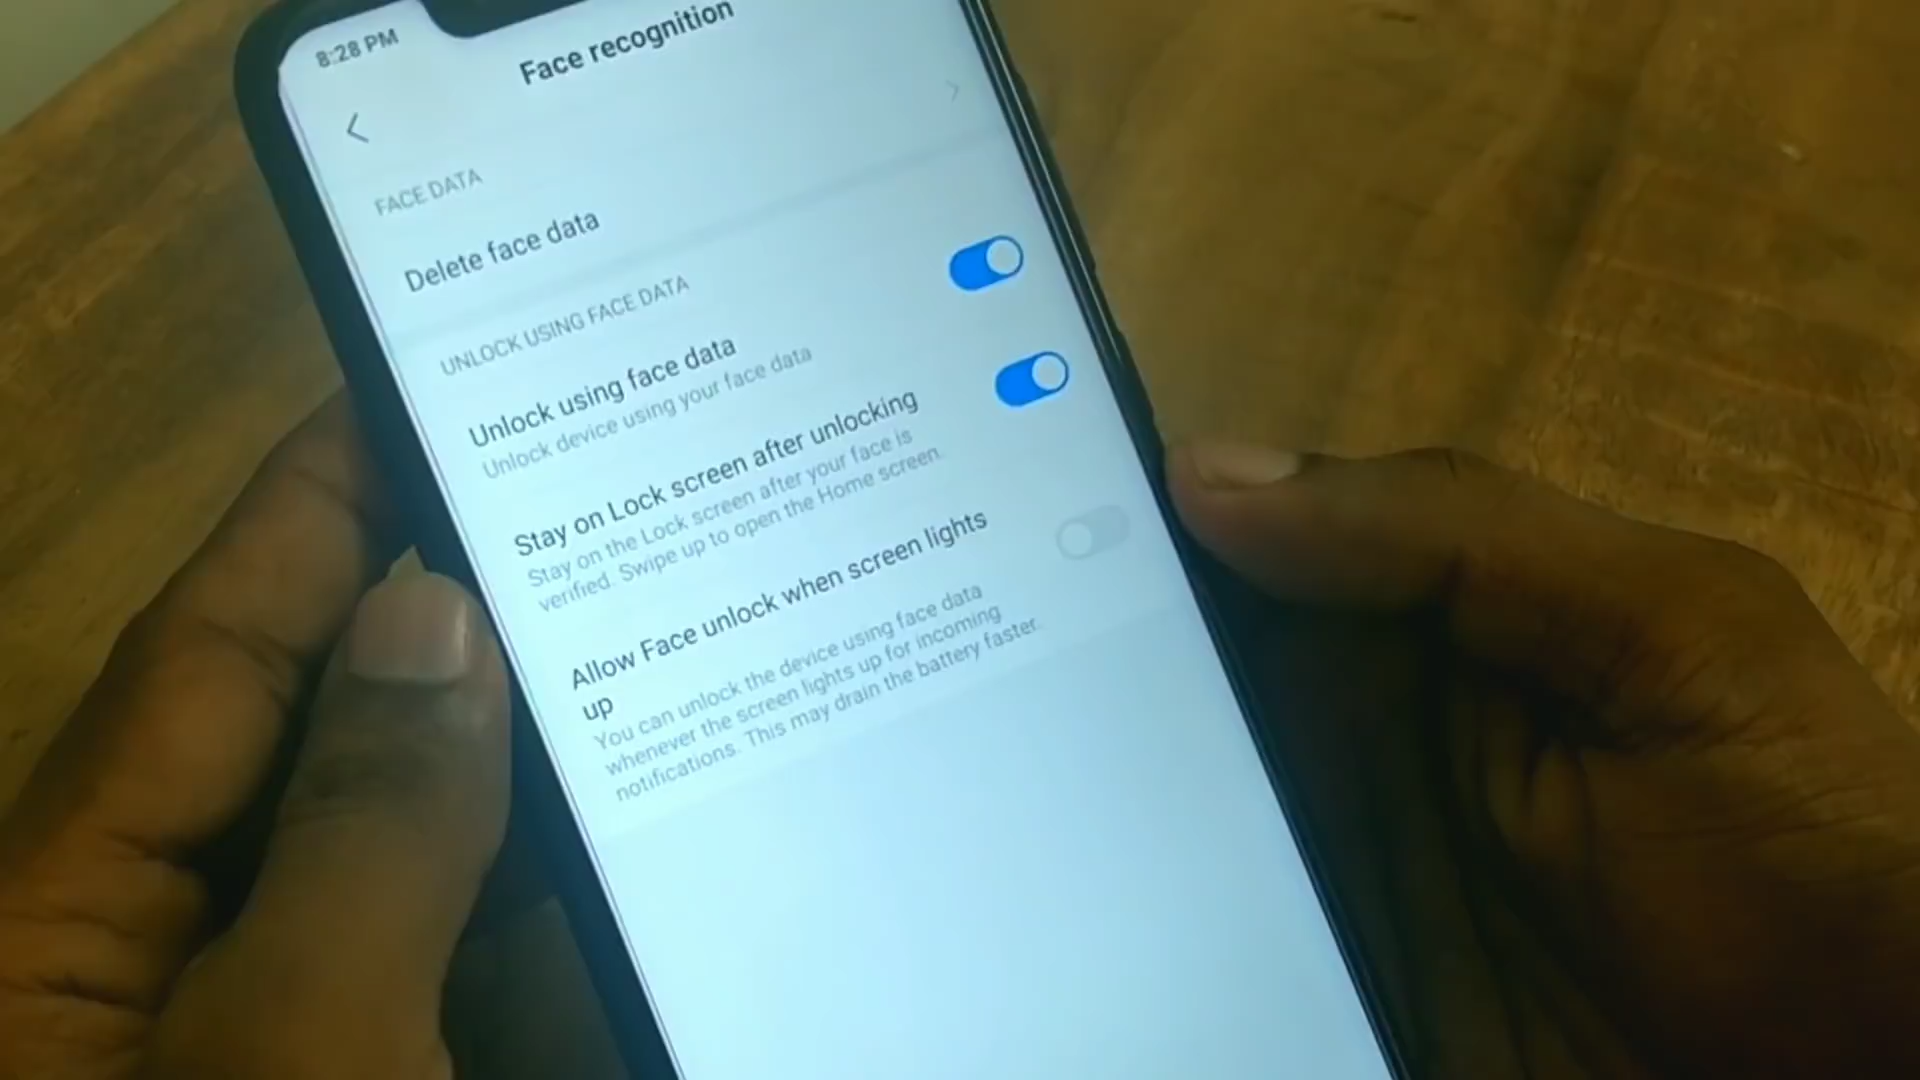 8:28 PM
Face recognition
FACE DATA
Delete face data
UNLOCK USING FACE DATA
Unlock using face data
Unlock device using your face data
Stay on Lock screen after unlocking
Stay on the Lock screen after your face is
verified. Swipe up to open the Home screen.
Allow Face unlock when screen lights
up
You can unlock the device using face data
whenever the screen lights up for incoming
notifications. This may drain the battery faster.